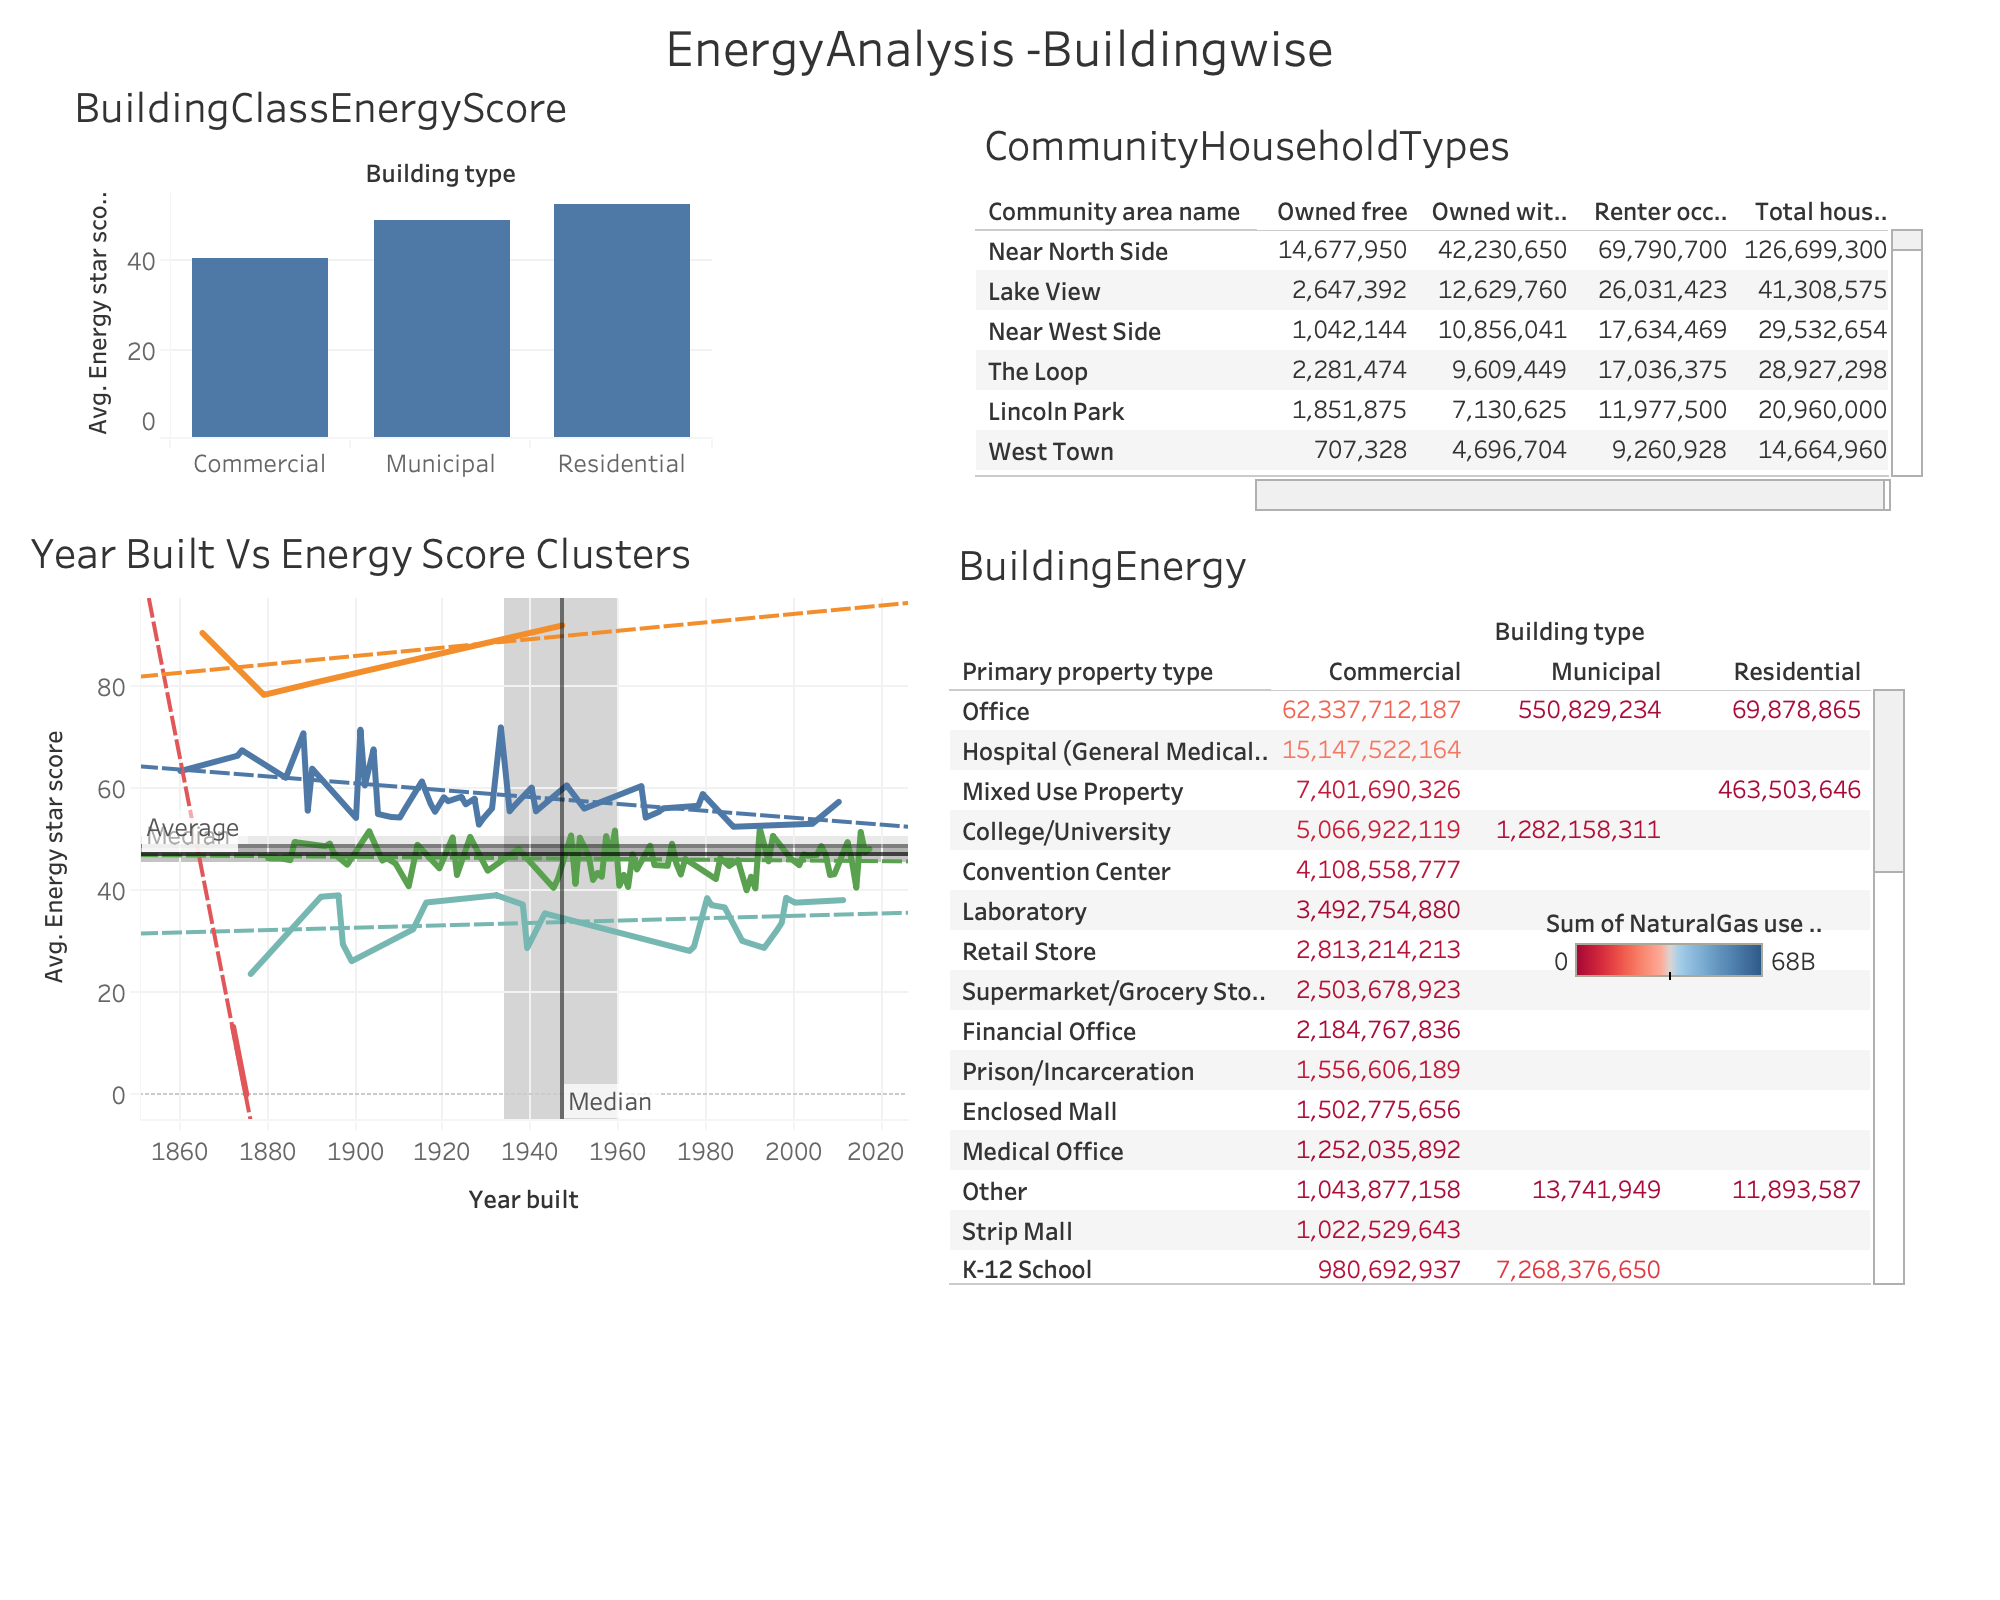 EnergyAnalysis -Buildingwise
BuildingClassEnergyScore
Building type
Avg. Energy star sco..
40
20
0
Commercial Municipal Residential
CommunityHouseholdTypes
Community area name Owned free Owned wit.. Renter occ.. Total hous..
Near North Side 14,677,950 42,230,650 69,790,700 126,699,300
Lake View 2,647,392 12,629,760 26,031,423 41,308,575
Near West Side 1,042,144 10,856,041 17,634,469 29,532,654
The Loop 2,281,474 9,609,449 17,036,375 28,927,298
Lincoln Park 1,851,875 7,130,625 11,977,500 20,960,000
West Town 707,328 4,696,704 9,260,928 14,664,960
Year Built Vs Energy Score Clusters
Avg. Energy star score
80
60
Average
Median
40
20
0
Median
1860 1880 1900 1920 1940 1960 1980 2000 2020
Year built
BuildingEnergy
Building type
Primary property type Commercial Municipal Residential
Office 62,337,712,187 550,829,234 69,878,865
Hospital (General Medical.. 15,147,522,164
Mixed Use Property 7,401,690,326 463,503,646
College/University 5,066,922,119 1,282,158,311
Convention Center 4,108,558,777
Laboratory 3,492,754,880
Retail Store 2,813,214,213
Supermarket/Grocery Sto.. 2,503,678,923
Financial Office 2,184,767,836
Prison/Incarceration 1,556,606,189
Enclosed Mall 1,502,775,656
Medical Office 1,252,035,892
Other 1,043,877,158 13,741,949 11,893,587
Strip Mall 1,022,529,643
K-12 School 980,692,937 7,268,376,650
Sum of NaturalGas use ..
0 68B